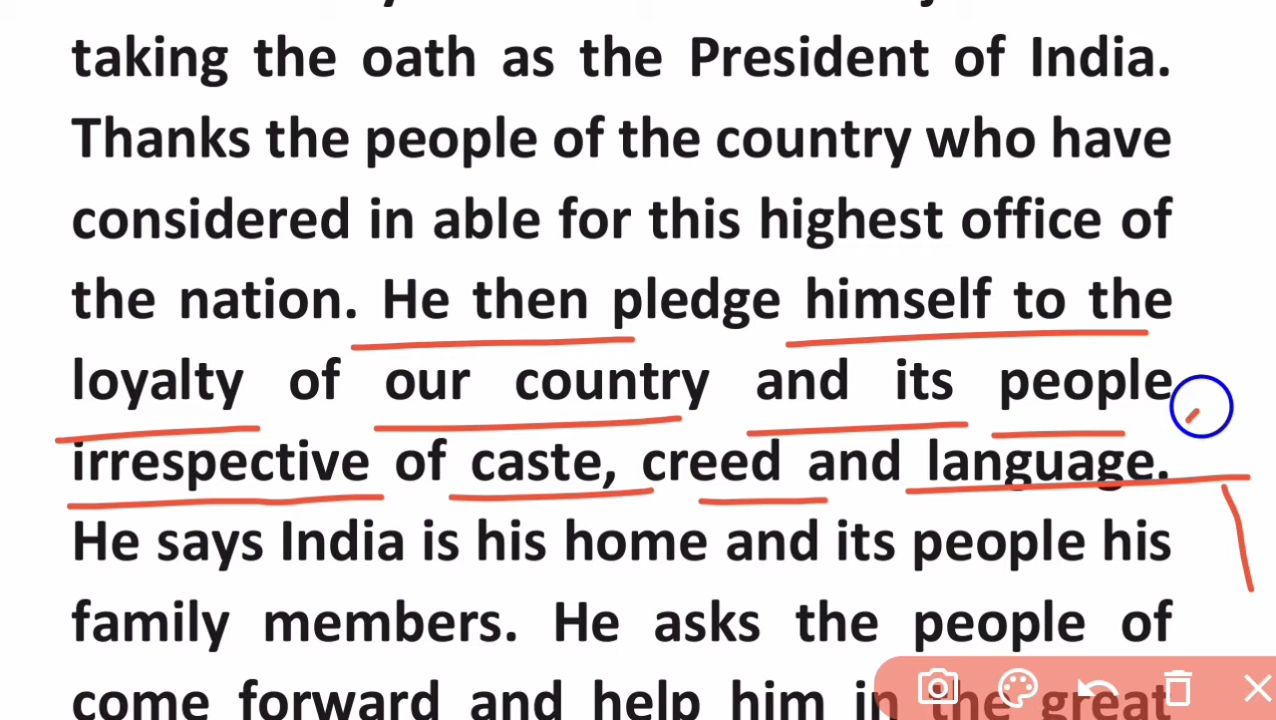 taking the oath as the President of India.
Thanks the people of the country who have
considered in able for this highest office of
the nation. He then pledge himself to the
loyalty of our country and its people
irrespective of caste, creed and language.
He says India is his home and its people his
family members. He asks the people of
come forward and help him in the great